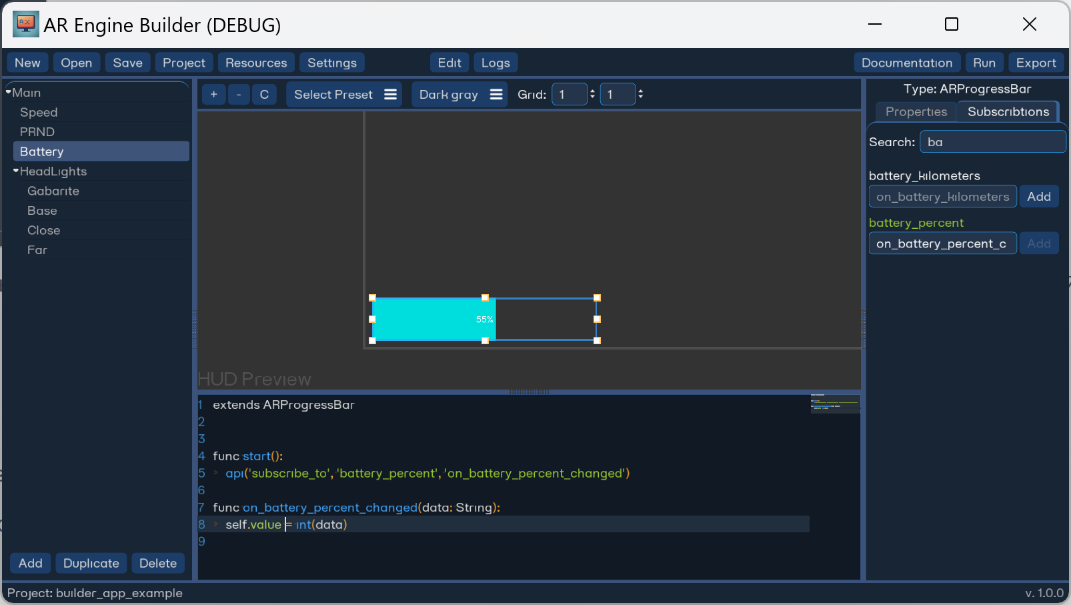 AR Engine Builder (DEBUG)
New Open Save Project Resources Settings Edit Logs Documentation Run Export
Main
Speed
PRND
Battery
HeadLights
Gabarite
Base
Close
Far
Add Duplicate Delete
+ - C Select Preset Dark gray Grid: 1 1
55%
HUD Preview
1 extends ARProgressBar
2
3
4 func start():
5 api('subscribe_to', 'battery_percent', 'on_battery_percent_changed')
6
7 func on_battery_percent_changed(data: String):
8 self.value = int(data)
9
Type: ARProgressBar
Properties Subscribtions
Search: ba
battery_kilometers
on_battery_kilometers Add
battery_percent
on_battery_percent_c Add
Project: builder_app_example v. 1.0.0